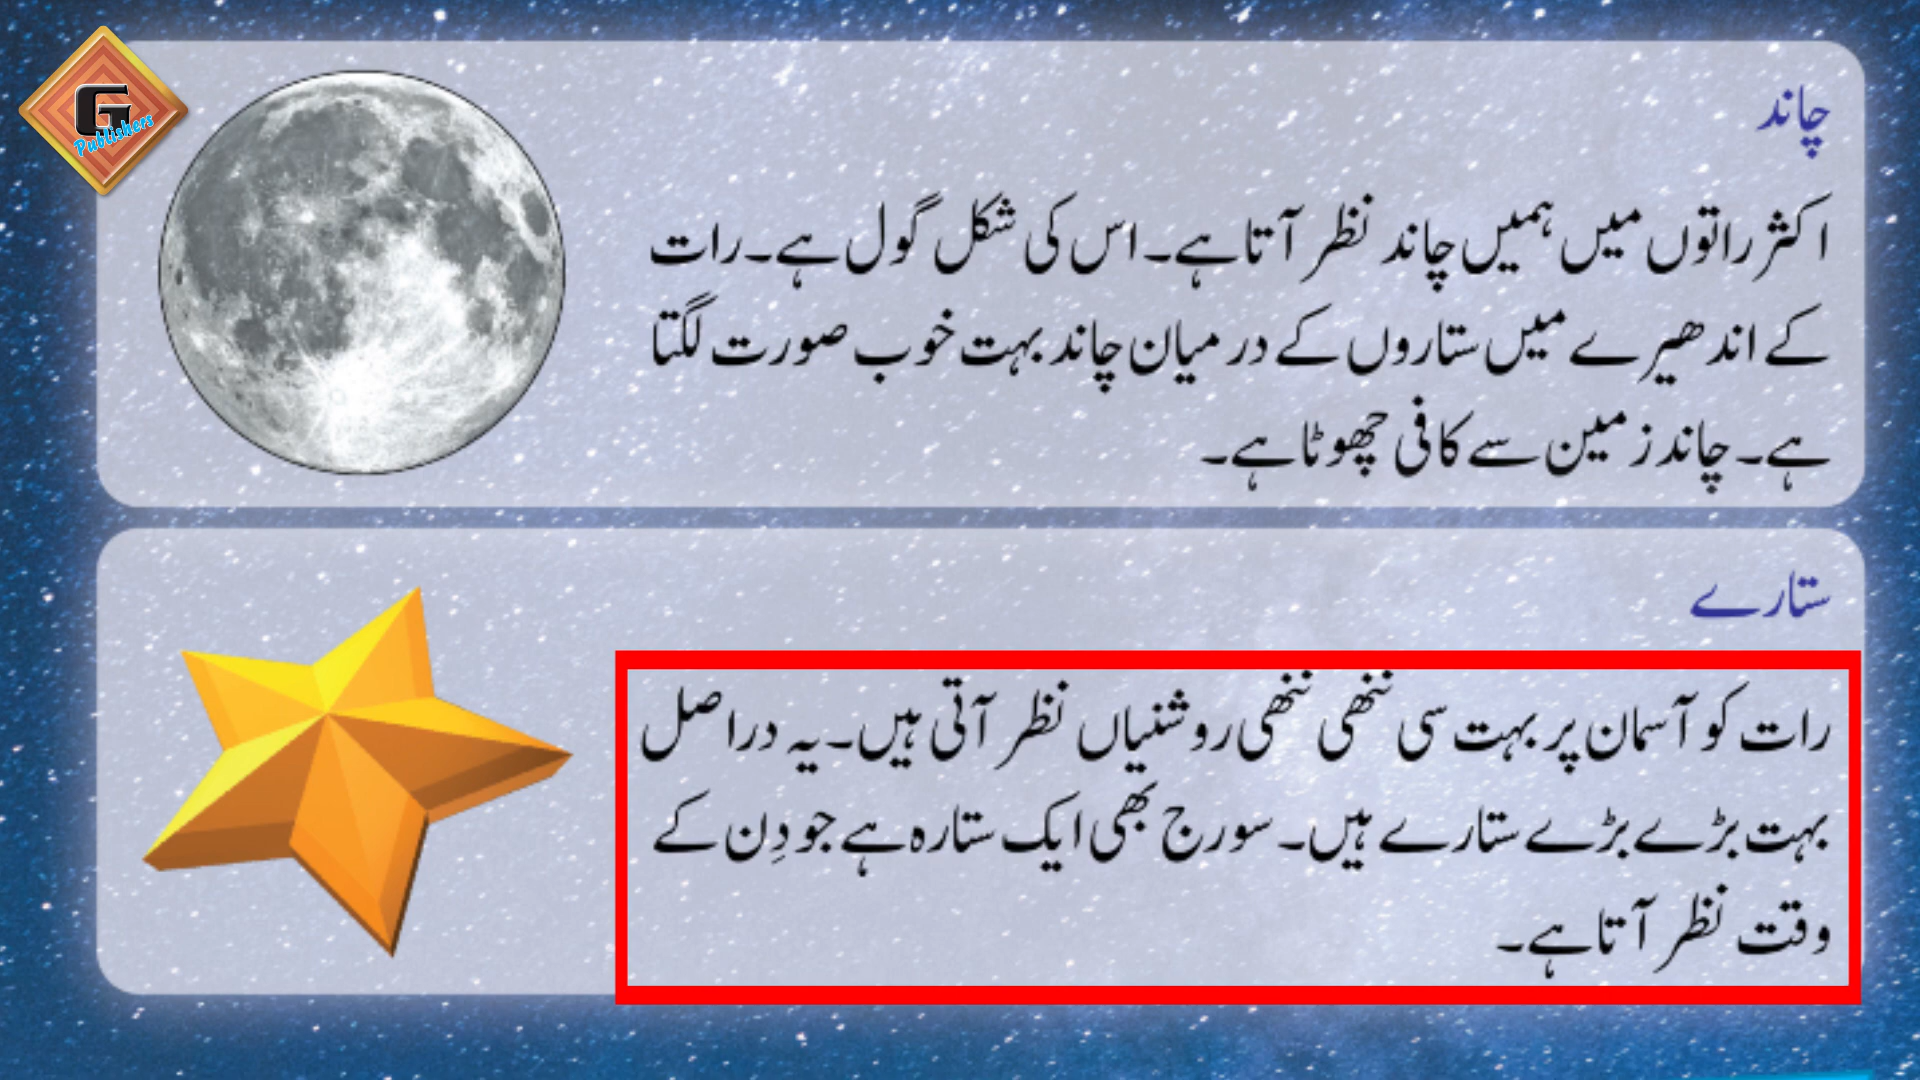 G
Publishers
چاند
اکثر راتوں میں ہمیں چاند نظر آتا ہے۔ اس کی شکل گول ہے۔ رات
کے اندھیرے میں ستاروں کے درمیان چاند بہت خوب صورت لگتا
ہے۔ چاند زمین سے کافی چھوٹا ہے۔
ستارے
رات کو آسمان پر بہت سی ننھی ننھی روشنیاں نظر آتی ہیں۔ یہ دراصل
بہت بڑے بڑے ستارے ہیں۔ سورج بھی ایک ستارہ ہے جو دِن کے
وقت نظر آتا ہے۔